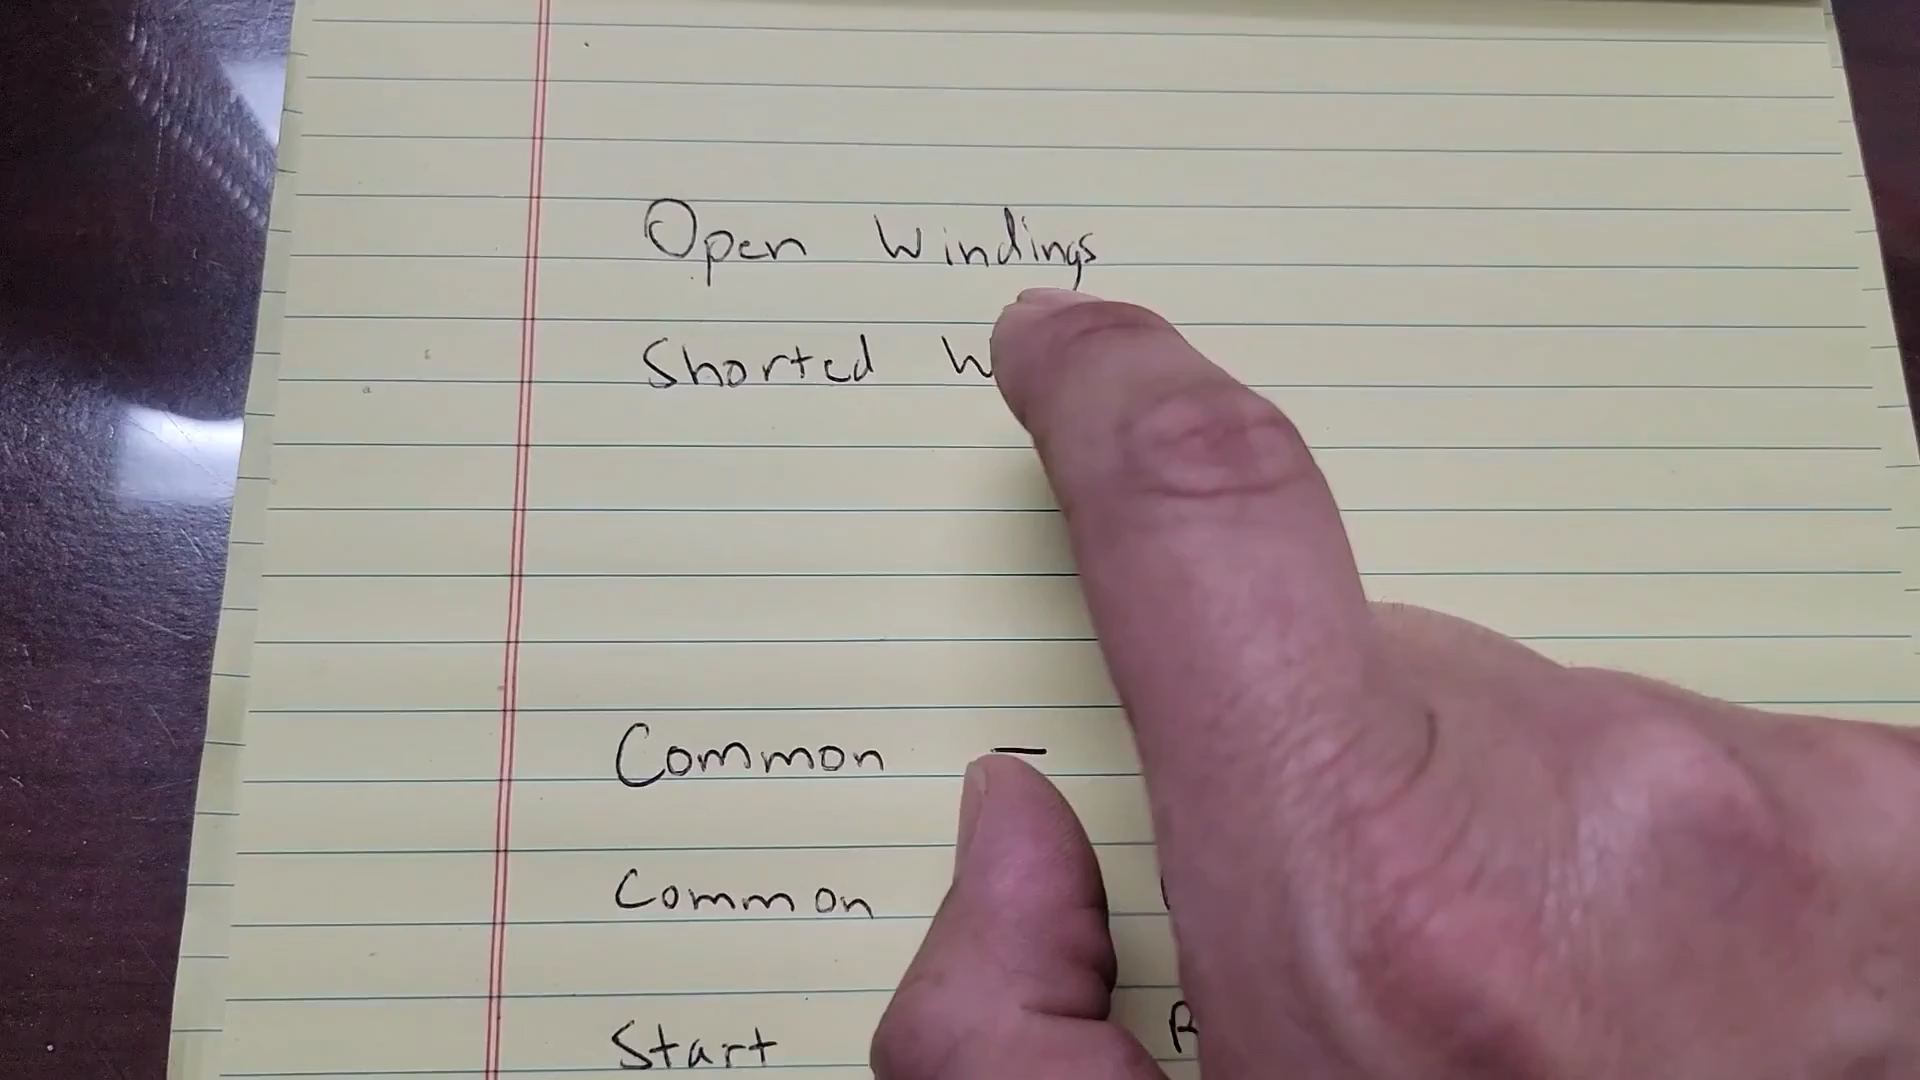 Open Windings
Shorted W
Common –
Common
Start R